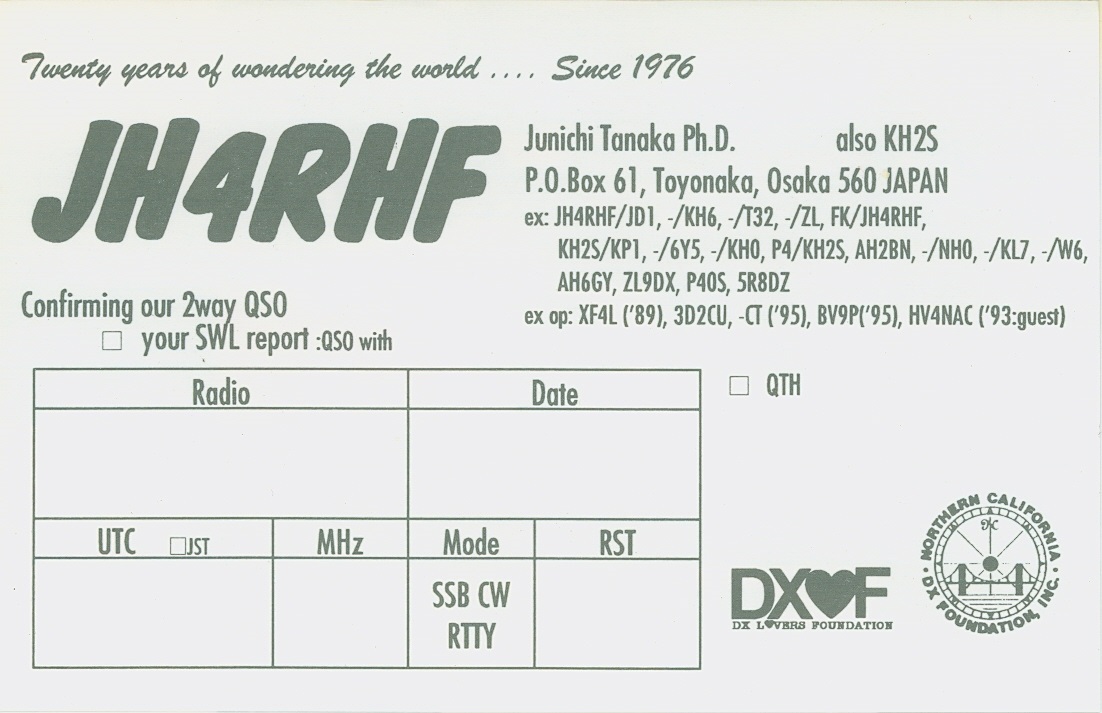 Twenty years of wondering the world .... Since 1976
JH4RHF
Junichi Tanaka Ph.D. also KH2S
P.O.Box 61, Toyonaka, Osaka 560 JAPAN
ex: JH4RHF/JD1, -/KH6, -/T32, -/ZL, FK/JH4RHF,
KH2S/KP1, -/6Y5, -/KH0, P4/KH2S, AH2BN, -/NH0, -/KL7, -/W6,
AH6GY, ZL9DX, P40S, 5R8DZ
ex op: XF4L ('89), 3D2CU, -CT ('95), BV9P('95), HV4NAC ('93:guest)
Confirming our 2way QSO
□ your SWL report :QSO with
Radio Date
□ QTH
UTC □JST MHz Mode RST
SSB CW
RTTY
DX♥F
DX L♥VERS FOUNDATION
NORTHERN CALIFORNIA
DX FOUNDATION, INC.